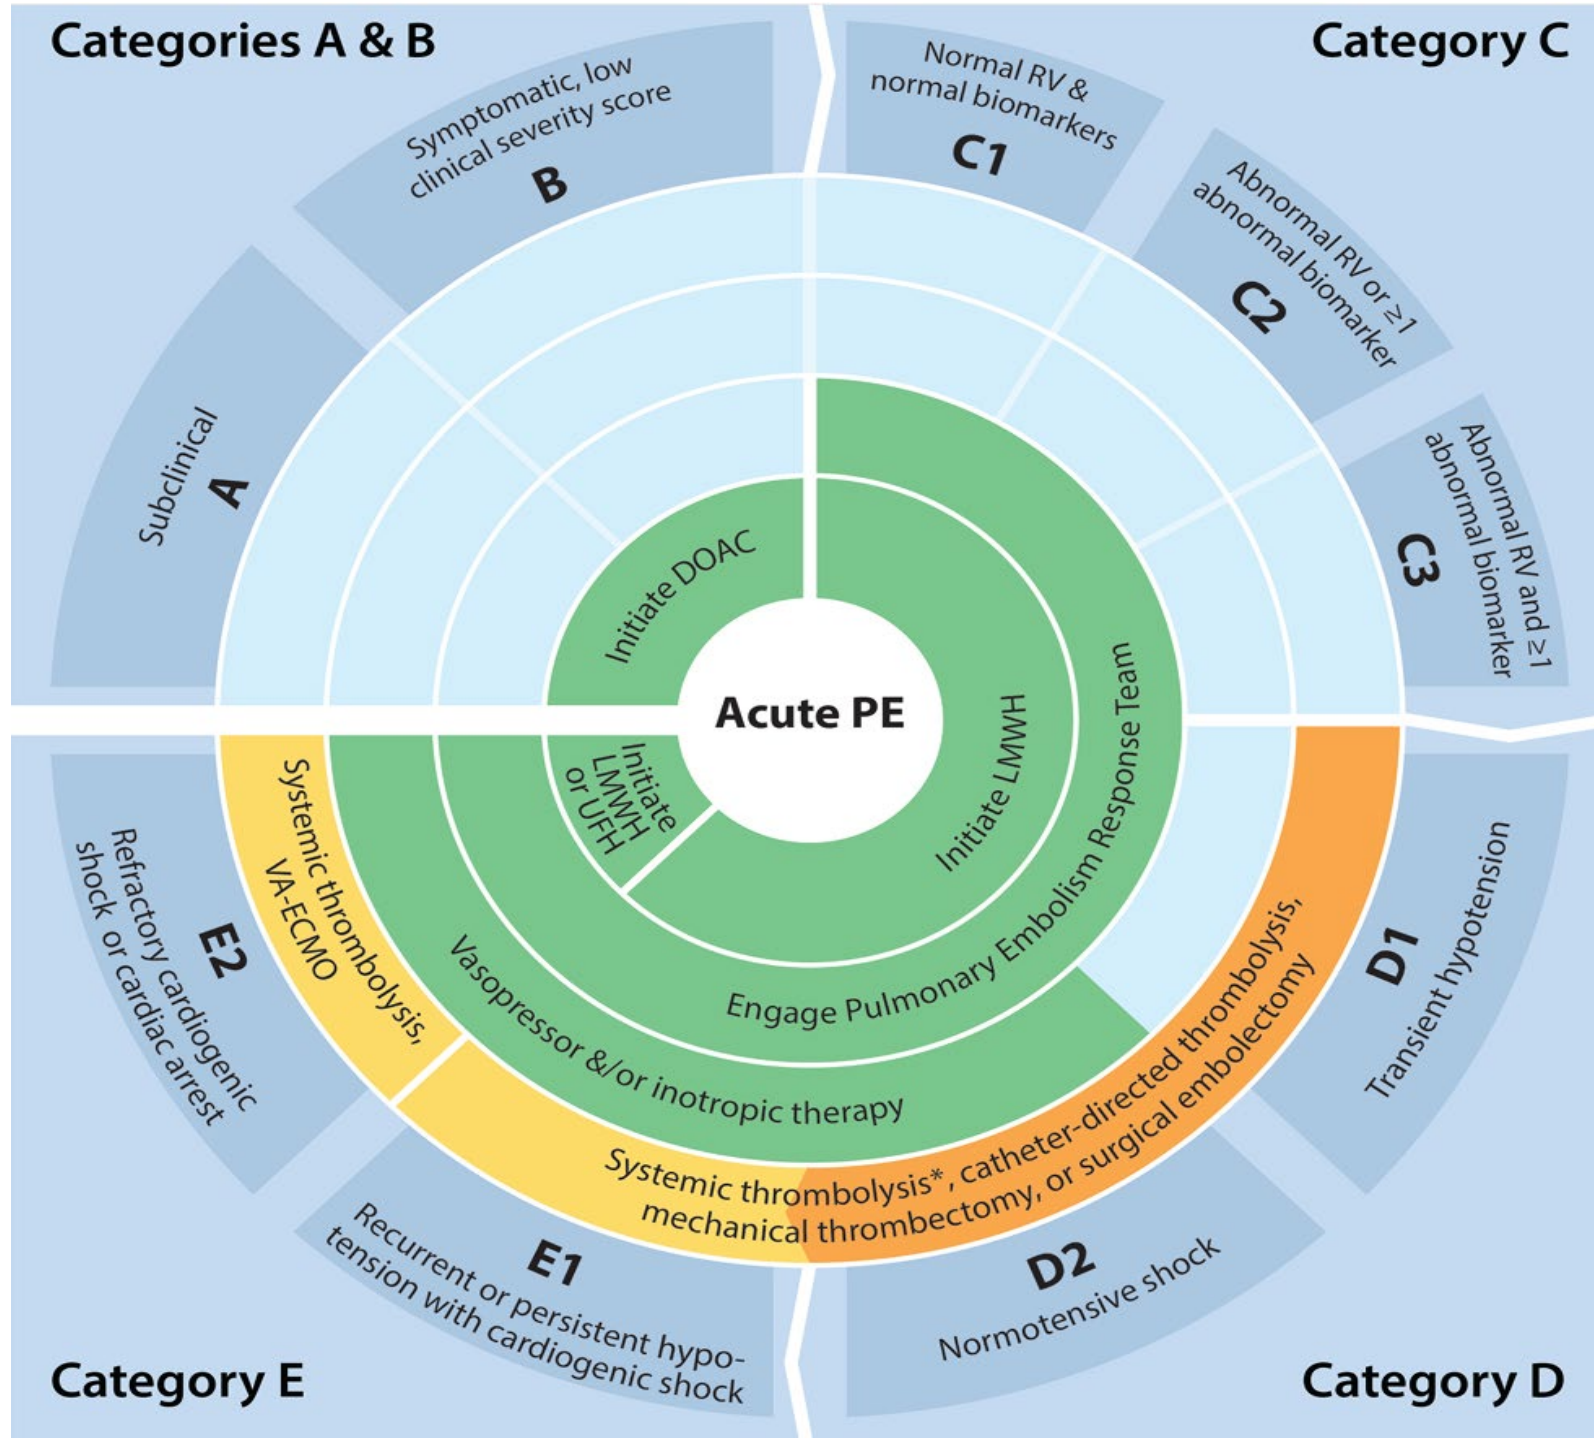 Categories A & B
Category C
Symptomatic, low
clinical severity score
B
Subclinical
A
Normal RV &
normal biomarkers
C1
Abnormal RV or ≥1
abnormal biomarker
C2
Abnormal RV and ≥1
abnormal biomarker
C3
Initiate DOAC
Acute PE
Initiate
LMWH
or UFH
Initiate LMWH
Engage Pulmonary Embolism Response Team
Vasopressor &/or inotropic therapy
Systemic thrombolysis,
VA-ECMO
Systemic thrombolysis*, catheter-directed thrombolysis,
mechanical thrombectomy, or surgical embolectomy
D1
Transient hypotension
D2
Normotensive shock
E1
Recurrent or persistent hypo-
tension with cardiogenic shock
E2
Refractory cardiogenic
shock or cardiac arrest
Category E
Category D